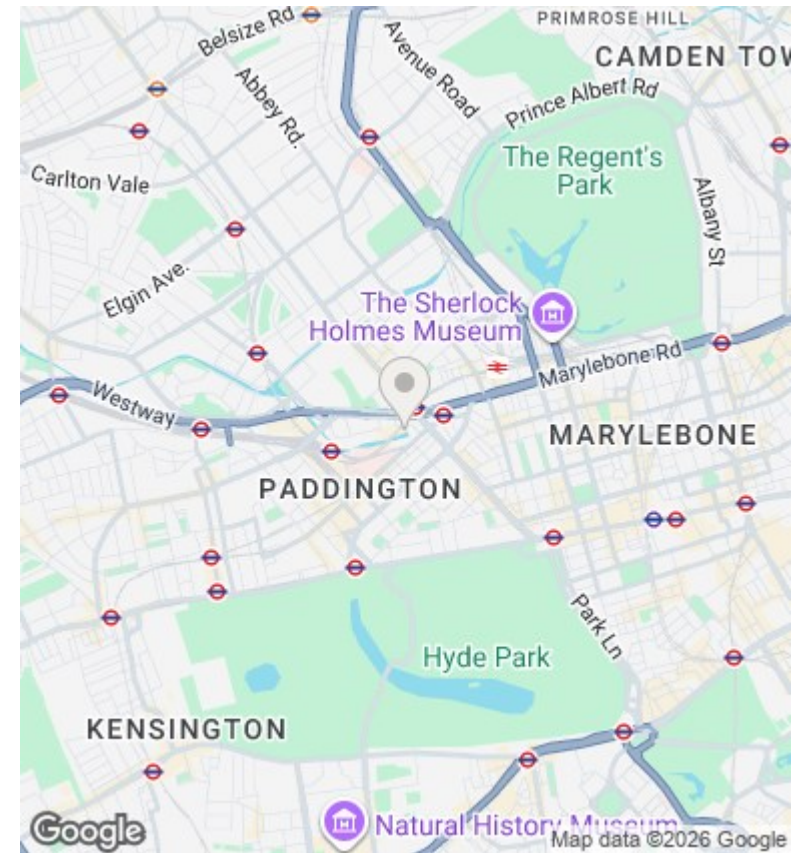 PRIMROSE HILL
Belsize Rd
Avenue Road
CAMDEN TOW
Abbey Rd.
Prince Albert Rd
The Regent's
Park
Carlton Vale
Albany St
Elgin Ave.
The Sherlock
Holmes Museum
Marylebone Rd
Westway
MARYLEBONE
PADDINGTON
Park Ln
Hyde Park
KENSINGTON
Natural History Museum
Google
Map data ©2026 Google